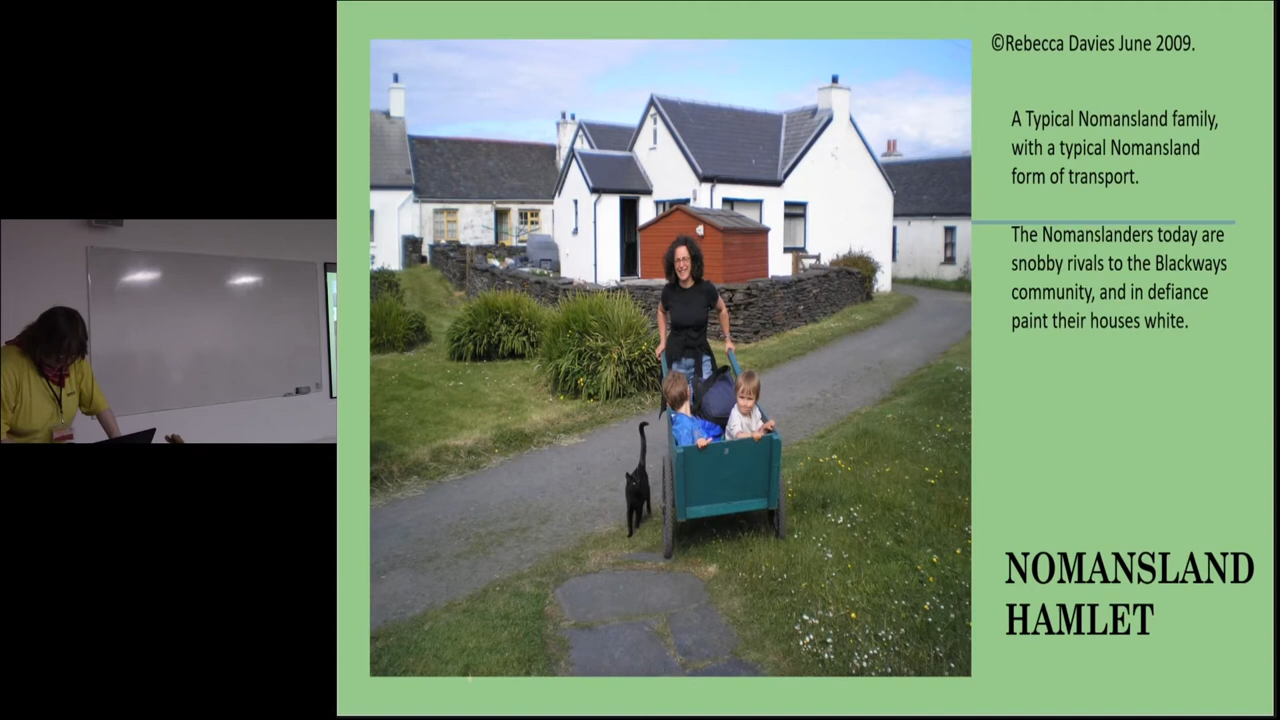 ©Rebecca Davies June 2009.
A Typical Nomansland family,
with a typical Nomansland
form of transport.
The Nomanslanders today are
snobby rivals to the Blackways
community, and in defiance
paint their houses white.
NOMANSLAND
HAMLET